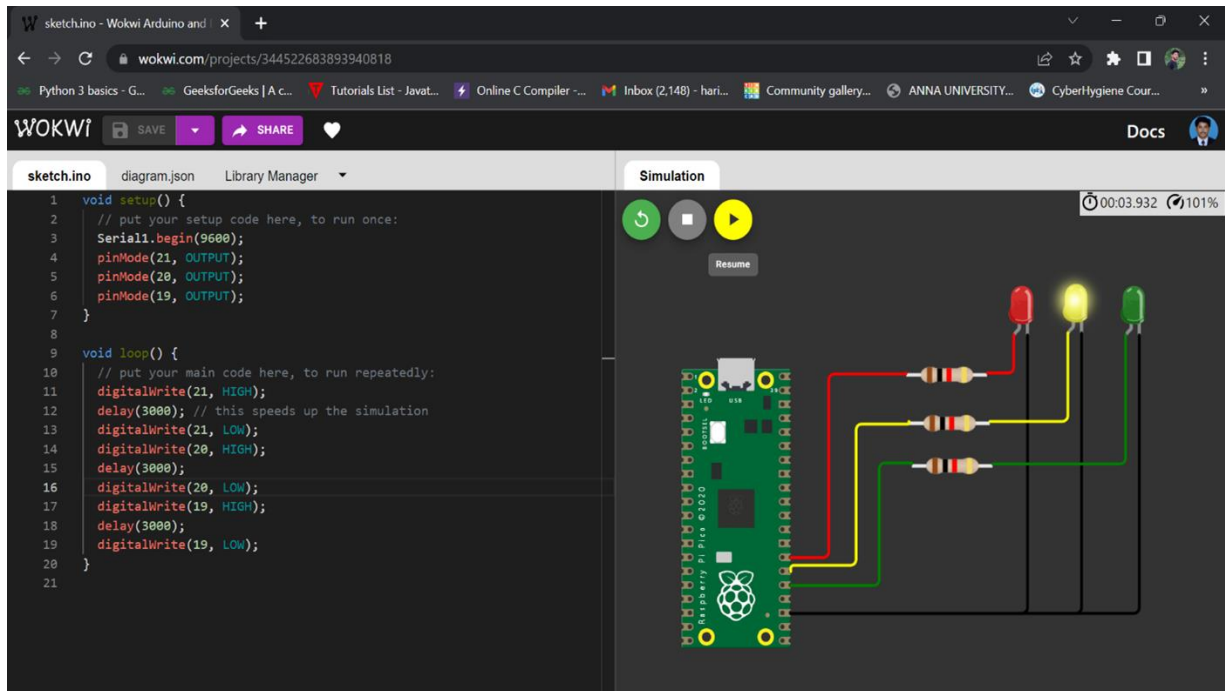 sketch.ino - Wokwi Arduino and
wokwi.com/projects/344522683893940818
Python 3 basics - G...
GeeksforGeeks | A c...
Tutorials List - Javat...
Online C Compiler -...
Inbox (2,148) - hari...
Community gallery...
ANNA UNIVERSITY...
CyberHygiene Cour...
»
WOKWi
SAVE
SHARE
Docs
sketch.ino
diagram.json
Library Manager
Simulation
1 void setup() {
2 // put your setup code here, to run once:
3 Serial1.begin(9600);
4 pinMode(21, OUTPUT);
5 pinMode(20, OUTPUT);
6 pinMode(19, OUTPUT);
7 }
8
9 void loop() {
10 // put your main code here, to run repeatedly:
11 digitalWrite(21, HIGH);
12 delay(3000); // this speeds up the simulation
13 digitalWrite(21, LOW);
14 digitalWrite(20, HIGH);
15 delay(3000);
16 digitalWrite(20, LOW);
17 digitalWrite(19, HIGH);
18 delay(3000);
19 digitalWrite(19, LOW);
20 }
21
00:03.932 101%
Resume
LED USB
BOOTSEL
Raspberry Pi Pico ©2020